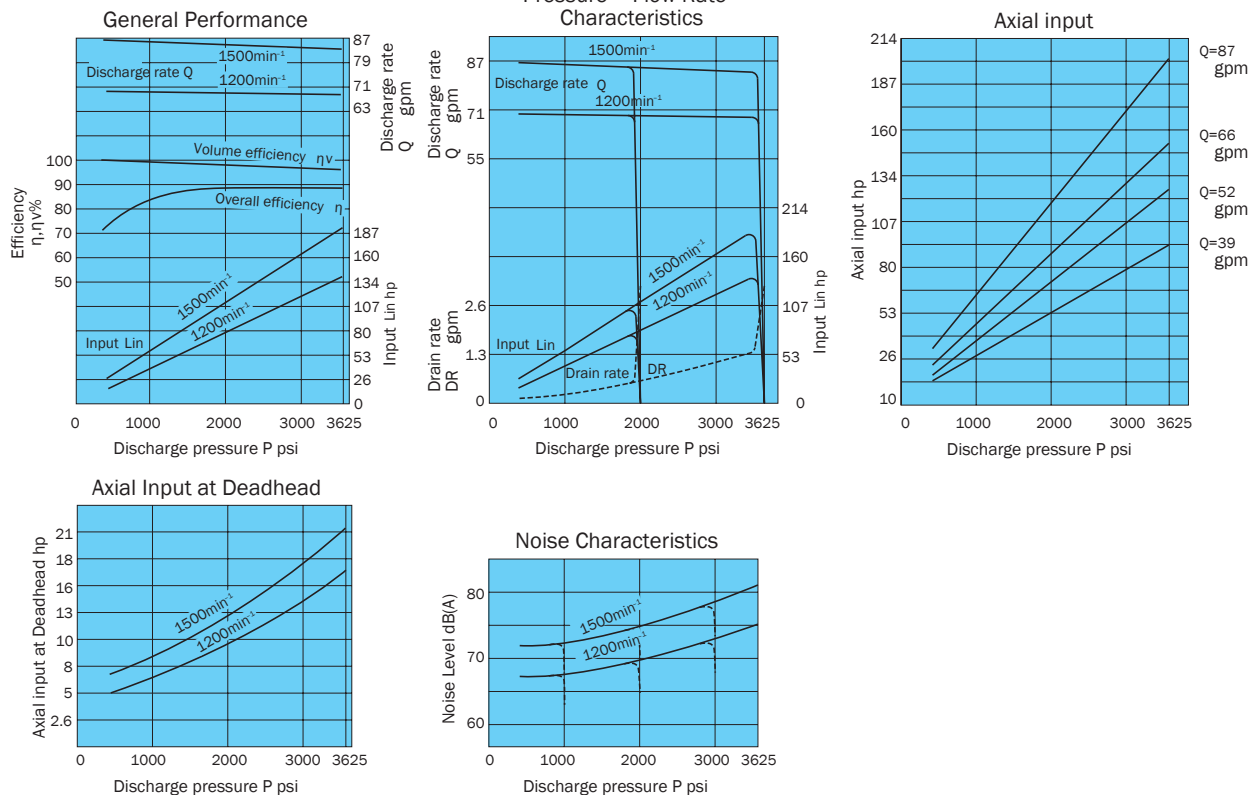 General Performance
87
1500min⁻¹
79
Discharge rate Q
1200min⁻¹
71
63
Discharge rate
Q gpm
100
Volume efficiency ηv
90
Overall efficiency η
80
70
50
Efficiency
η,ηv%
187
160
134
107
80
53
26
0
1500min⁻¹
1200min⁻¹
Input Lin
Input Lin hp
0
1000
2000
3000
3625
Discharge pressure P psi
Characteristics
1500min⁻¹
87
Discharge rate Q
1200min⁻¹
71
55
Discharge rate
Q gpm
214
160
107
53
0
1500min⁻¹
1200min⁻¹
2.6
1.3
0
Input Lin
Drain rate DR
Drain rate
DR gpm
Input Lin hp
0
1000
2000
3000
3625
Discharge pressure P psi
Axial input
214
187
160
134
107
80
53
26
10
Axial input hp
Q=87
gpm
Q=66
gpm
Q=52
gpm
Q=39
gpm
0
1000
2000
3000
3625
Discharge pressure P psi
Axial Input at Deadhead
21
18
16
13
10
8
5
2.6
Axial input at Deadhead hp
1500min⁻¹
1200min⁻¹
0
1000
2000
3000
3625
Discharge pressure P psi
Noise Characteristics
80
70
60
Noise Level dB(A)
1500min⁻¹
1200min⁻¹
0
1000
2000
3000
3625
Discharge pressure P psi